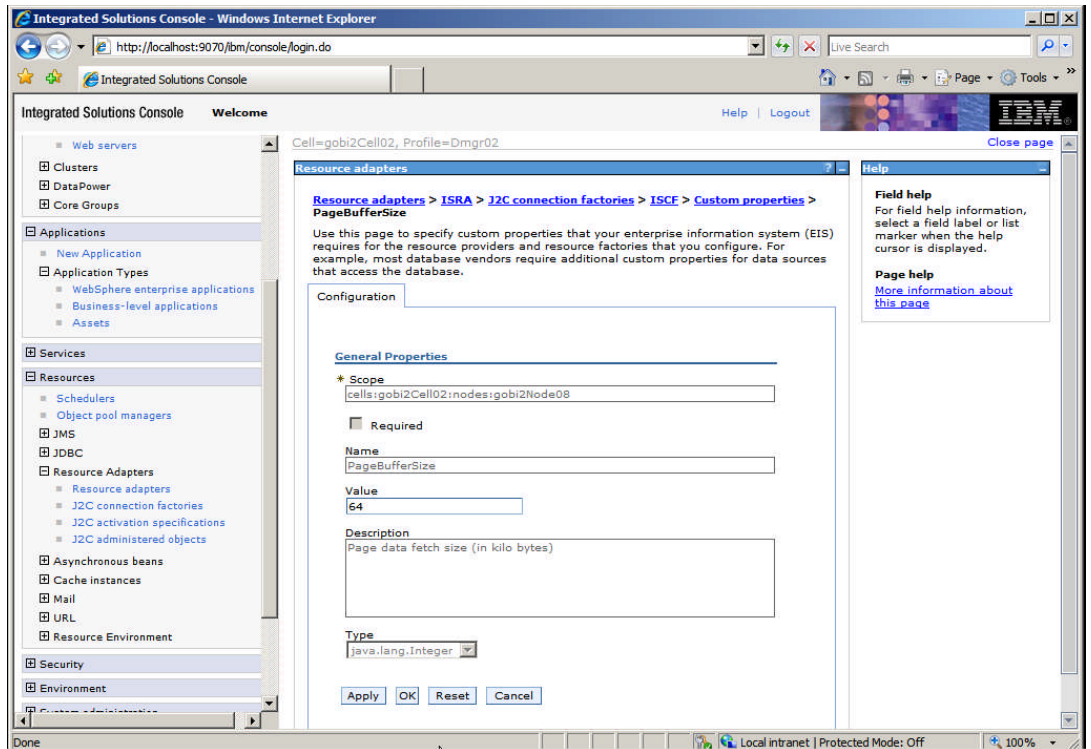 Integrated Solutions Console - Windows Internet Explorer
http://localhost:9070/ibm/console/login.do
Live Search
Integrated Solutions Console
Page
Tools
Integrated Solutions Console Welcome
Help | Logout
IBM
Web servers
Clusters
DataPower
Core Groups
Applications
New Application
Application Types
WebSphere enterprise applications
Business-level applications
Assets
Services
Resources
Schedulers
Object pool managers
JMS
JDBC
Resource Adapters
Resource adapters
J2C connection factories
J2C activation specifications
J2C administered objects
Asynchronous beans
Cache instances
Mail
URL
Resource Environment
Security
Environment
System administration
Cell=gobi2Cell02, Profile=Dmgr02
Close page
Resource adapters
Resource adapters > ISRA > J2C connection factories > ISCF > Custom properties >
PageBufferSize
Use this page to specify custom properties that your enterprise information system (EIS)
requires for the resource providers and resource factories that you configure. For
example, most database vendors require additional custom properties for data sources
that access the database.
Configuration
General Properties
* Scope
cells:gobi2Cell02:nodes:gobi2Node08
Required
Name
PageBufferSize
Value
64
Description
Page data fetch size (in kilo bytes)
Type
java.lang.Integer
Apply OK Reset Cancel
Help
Field help
For field help information,
select a field label or list
marker when the help
cursor is displayed.
Page help
More information about
this page
Done
Local intranet | Protected Mode: Off
100%